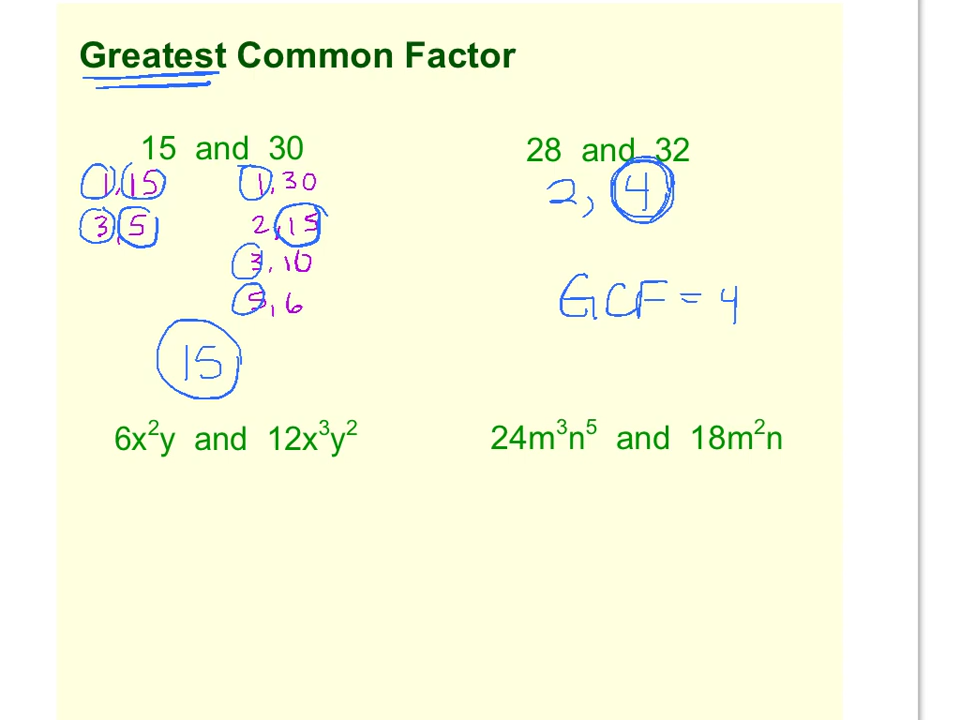 Greatest Common Factor
15 and 30
1, 15
3, 5
1, 30
2, 15
3, 10
5, 6
15
28 and 32
2, 4
GCF = 4
6x²y and 12x³y²
24m³n⁵ and 18m²n